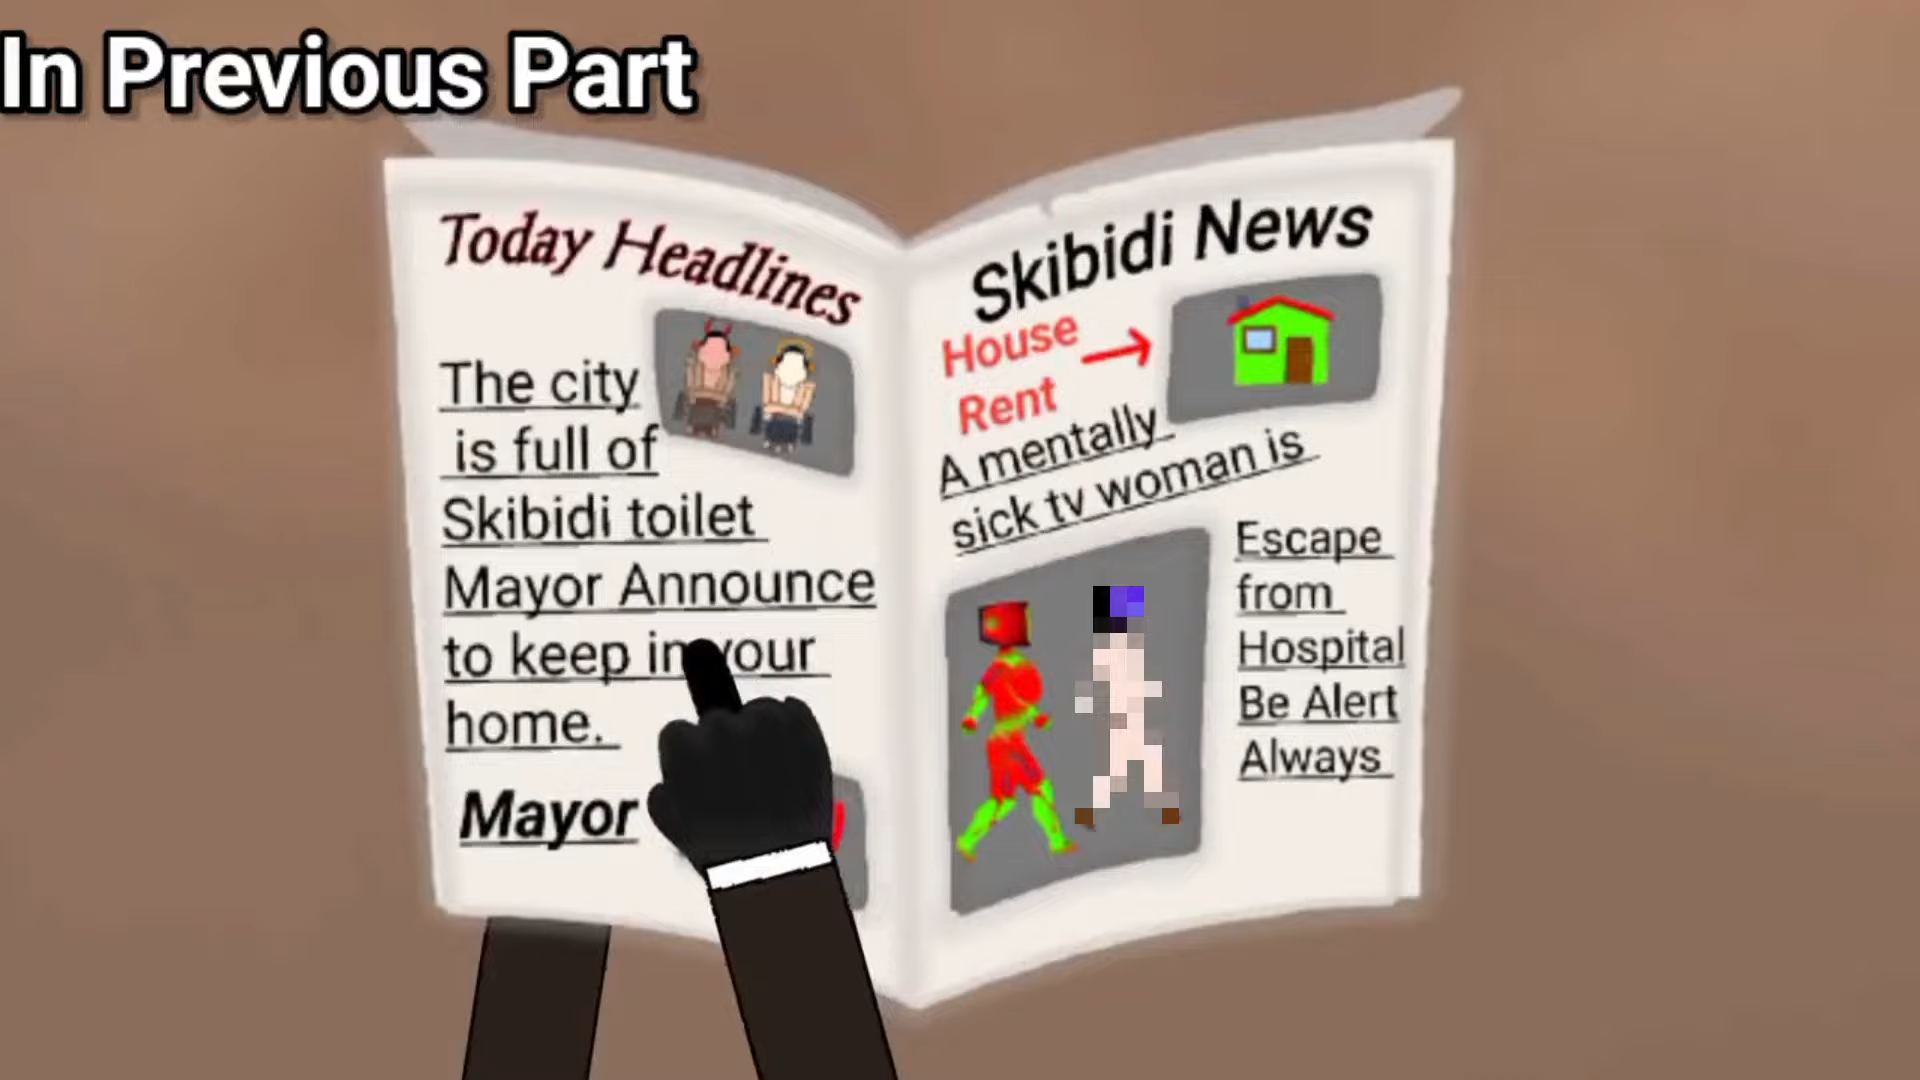 In Previous Part
Today Headlines
The city
is full of
Skibidi toilet
Mayor Announce
to keep in your
home.
Mayor
Skibidi News
House
Rent
A mentally
sick tv woman is
Escape
from
Hospital
Be Alert
Always